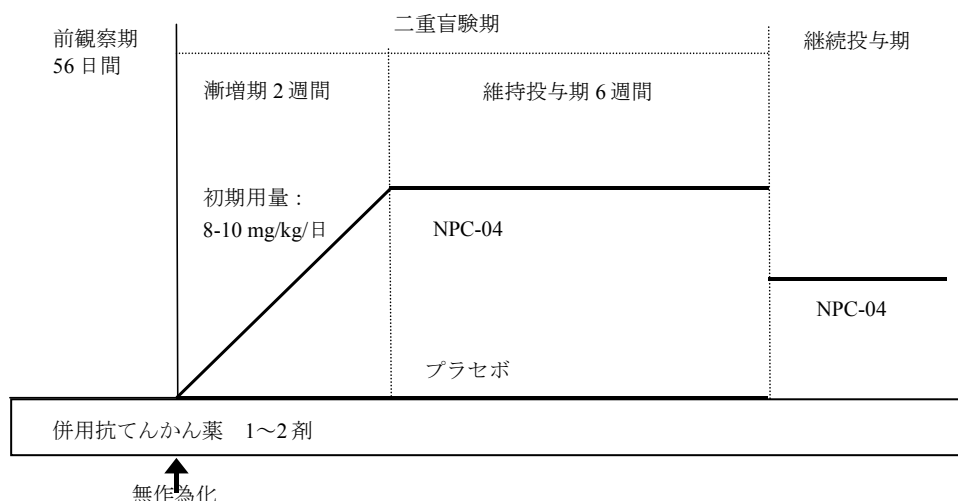 二重盲験期
前観察期
56日間
継続投与期
漸増期 2 週間
維持投与期 6 週間
初期用量：
8-10 mg/kg/日
NPC-04
NPC-04
プラセボ
併用抗てんかん薬　1～2 剤
無作為化